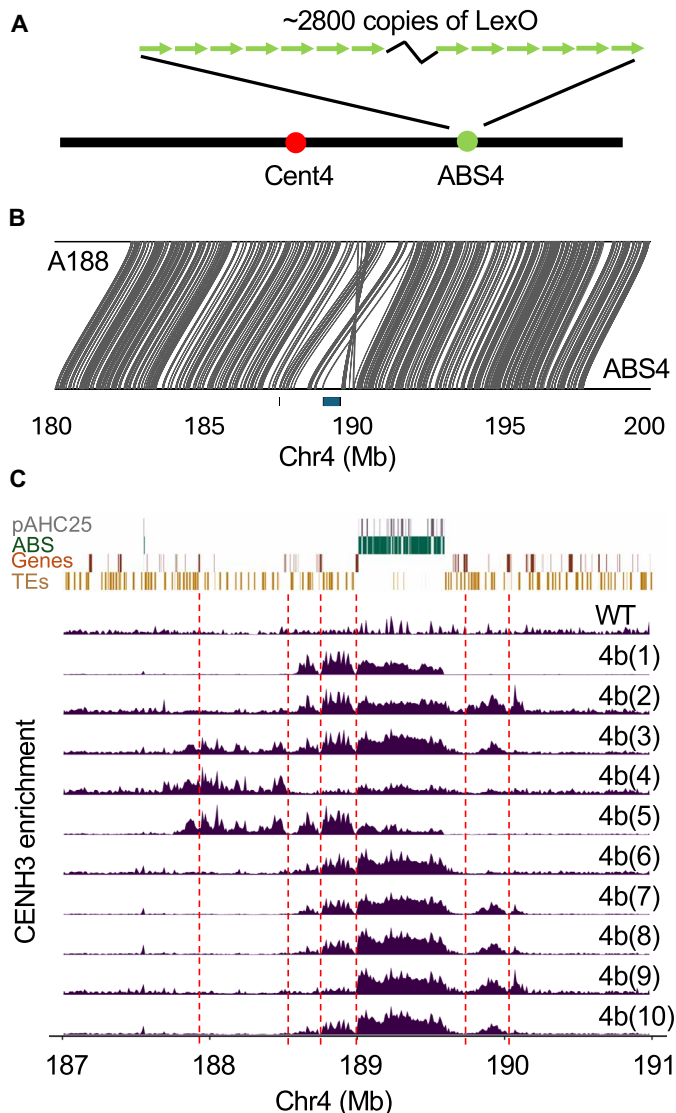 A
~2800 copies of LexO
Cent4
ABS4
B
A188
ABS4
180 185 190 195 200
Chr4 (Mb)
C
pAHC25
ABS
Genes
TEs
WT
4b(1)
4b(2)
4b(3)
4b(4)
4b(5)
4b(6)
4b(7)
4b(8)
4b(9)
4b(10)
CENH3 enrichment
187 188 189 190 191
Chr4 (Mb)